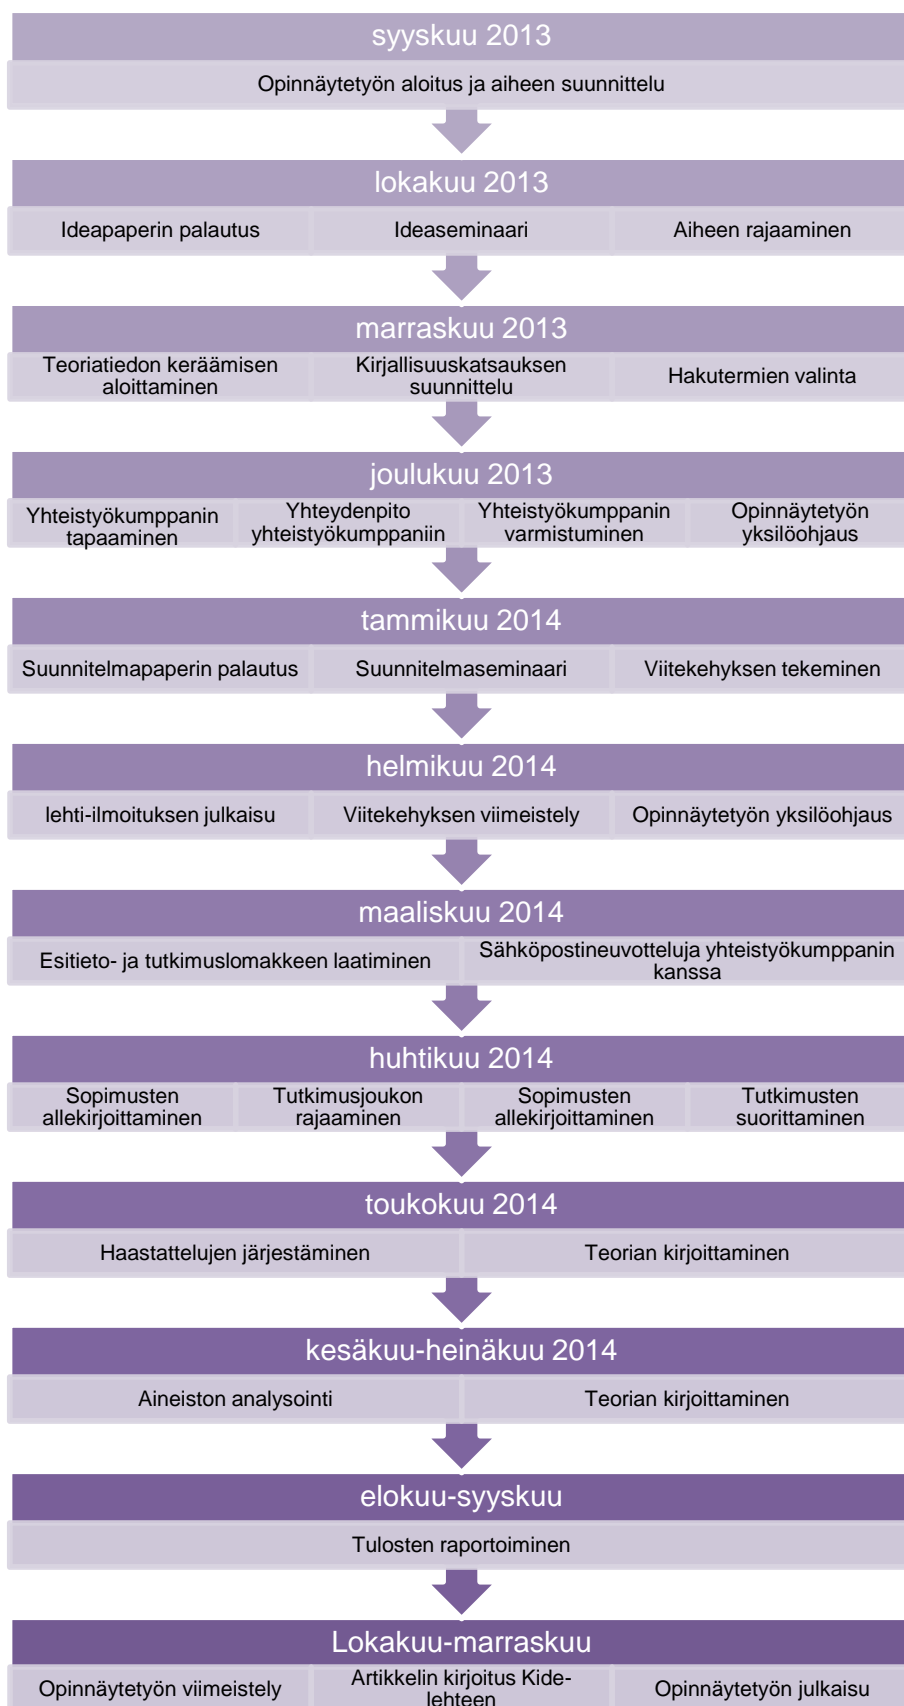 syyskuu 2013
Opinnäytetyön aloitus ja aiheen suunnittelu
lokakuu 2013
Ideapaperin palautus
Ideaseminaari
Aiheen rajaaminen
marraskuu 2013
Teoriatiedon keräämisen
aloittaminen
Kirjallisuuskatsauksen
suunnittelu
Hakutermien valinta
joulukuu 2013
Yhteistyökumppanin
tapaaminen
Yhteydenpito
yhteistyökumppaniin
Yhteistyökumppanin
varmistuminen
Opinnäytetyön
yksilöohjaus
tammikuu 2014
Suunnitelmapaperin palautus
Suunnitelmaseminaari
Viitekehyksen tekeminen
helmikuu 2014
lehti-ilmoituksen julkaisu
Viitekehyksen viimeistely
Opinnäytetyön yksilöohjaus
maaliskuu 2014
Esitieto- ja tutkimuslomakkeen laatiminen
Sähköpostineuvotteluja yhteistyökumppanin
kanssa
huhtikuu 2014
Sopimusten
allekirjoittaminen
Tutkimusjoukon
rajaaminen
Sopimusten
allekirjoittaminen
Tutkimusten
suorittaminen
toukokuu 2014
Haastattelujen järjestäminen
Teorian kirjoittaminen
kesäkuu-heinäkuu 2014
Aineiston analysointi
Teorian kirjoittaminen
elokuu-syyskuu
Tulosten raportoiminen
Lokakuu-marraskuu
Opinnäytetyön viimeistely
Artikkelin kirjoitus Kide-
lehteen
Opinnäytetyön julkaisu